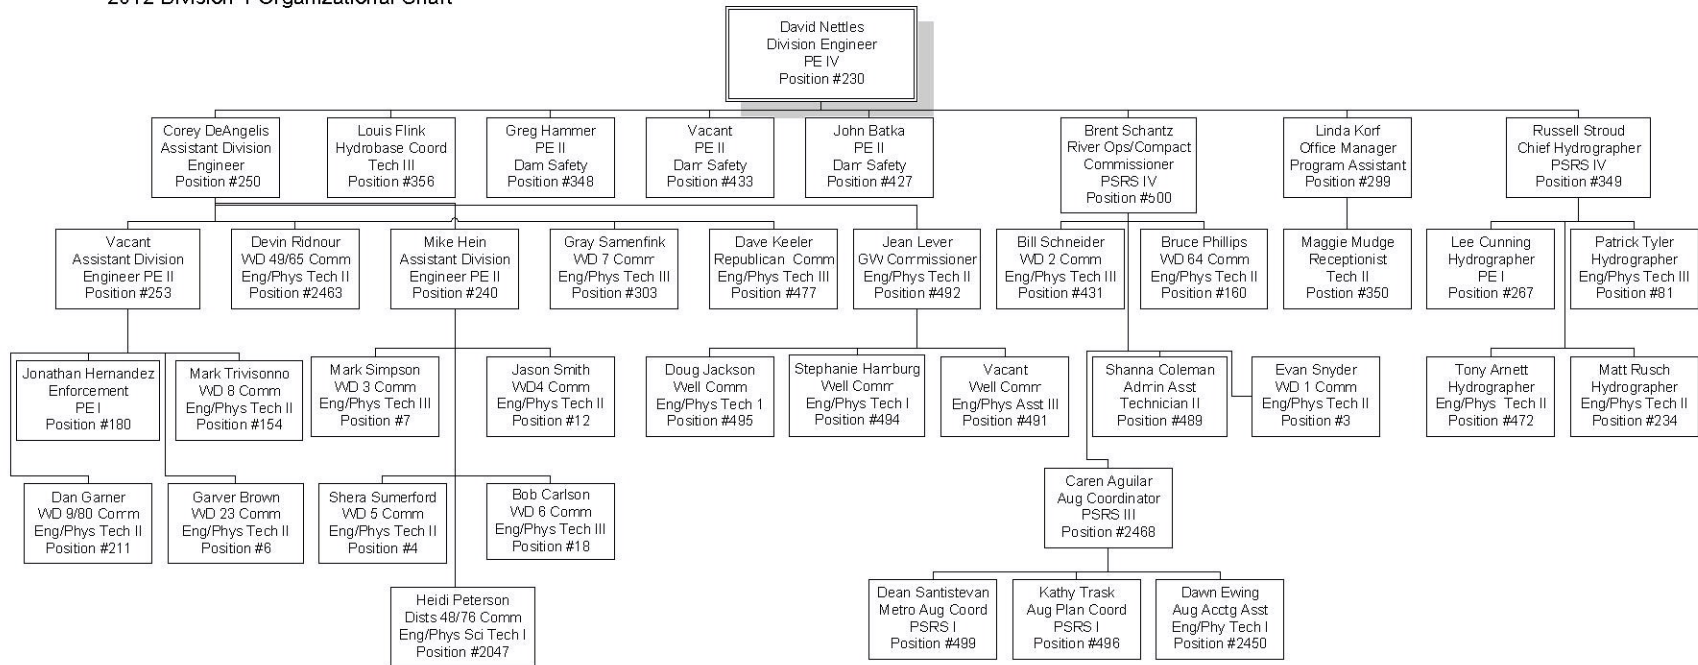 2012 Division 1 Organizational Chart
David Nettles
Division Engineer
PE IV
Position #230
Corey DeAngelis
Assistant Division
Engineer
Position #250
Louis Flink
Hydrobase Coord
Tech III
Position #356
Greg Hammer
PE II
Dam Safety
Position #348
Vacant
PE II
Dam Safety
Position #433
John Batka
PE II
Dam Safety
Position #427
Brent Schantz
River Ops/Compact
Commissioner
PSRS IV
Position #500
Linda Korf
Office Manager
Program Assistant
Position #299
Russell Stroud
Chief Hydrographer
PSRS IV
Position #349
Vacant
Assistant Division
Engineer PE II
Position #253
Devin Ridnour
WD 49/65 Comm
Eng/Phys Tech II
Position #2463
Mike Hein
Assistant Division
Engineer PE II
Position #240
Gray Samenfink
WD 7 Comm
Eng/Phys Tech III
Position #303
Dave Keeler
Republican Comm
Eng/Phys Tech III
Position #477
Jean Lever
GW Commissioner
Eng/Phys Tech II
Position #492
Bill Schneider
WD 2 Comm
Eng/Phys Tech III
Position #431
Bruce Phillips
WD 64 Comm
Eng/Phys Tech II
Position #160
Maggie Mudge
Receptionist
Tech II
Postion #350
Lee Cunning
Hydrographer
PE I
Position #267
Patrick Tyler
Hydrographer
Eng/Phys Tech III
Position #81
Jonathan Hernandez
Enforcement
PE I
Position #180
Mark Trivisonno
WD 8 Comm
Eng/Phys Tech II
Position #154
Mark Simpson
WD 3 Comm
Eng/Phys Tech III
Position #7
Jason Smith
WD4 Comm
Eng/Phys Tech II
Position #12
Doug Jackson
Well Comm
Eng/Phys Tech 1
Position #495
Stephanie Hamburg
Well Comm
Eng/Phys Tech I
Position #494
Vacant
Well Comm
Eng/Phys Asst III
Position #491
Shanna Coleman
Admin Asst
Technician II
Position #489
Evan Snyder
WD 1 Comm
Eng/Phys Tech II
Position #3
Tony Arnett
Hydrographer
Eng/Phys Tech II
Position #472
Matt Rusch
Hydrographer
Eng/Phys Tech II
Position #234
Dan Garner
WD 9/80 Comm
Eng/Phys Tech II
Position #211
Garver Brown
WD 23 Comm
Eng/Phys Tech II
Position #6
Shera Sumerford
WD 5 Comm
Eng/Phys Tech II
Position #4
Bob Carlson
WD 6 Comm
Eng/Phys Tech III
Position #18
Caren Aguilar
Aug Coordinator
PSRS III
Position #2468
Heidi Peterson
Dists 48/76 Comm
Eng/Phys Sci Tech I
Position #2047
Dean Santistevan
Metro Aug Coord
PSRS I
Position #499
Kathy Trask
Aug Plan Coord
PSRS I
Position #496
Dawn Ewing
Aug Acctg Asst
Eng/Phy Tech I
Position #2450